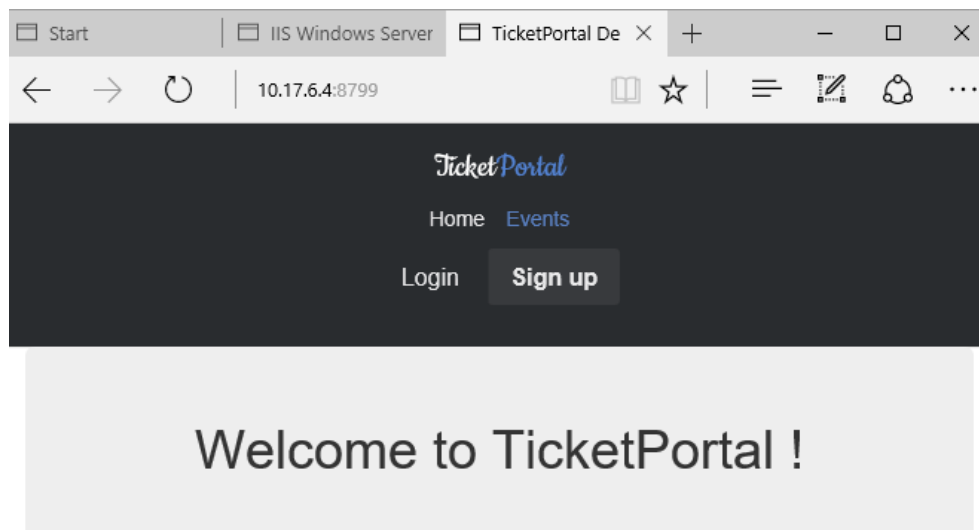 Start IIS Windows Server TicketPortal De
10.17.6.4:8799
TicketPortal
Home Events
Login Sign up
Welcome to TicketPortal !